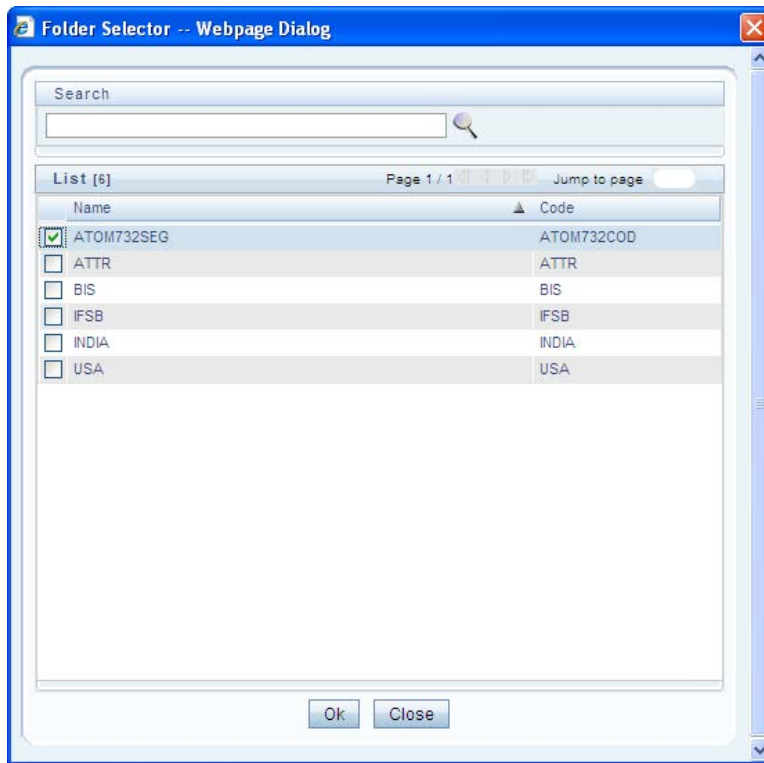 Folder Selector -- Webpage Dialog
Search
List [6] Page 1 / 1 Jump to page
Name Code
ATOM732SEG ATOM732COD
ATTR ATTR
BIS BIS
IFSB IFSB
INDIA INDIA
USA USA
Ok Close